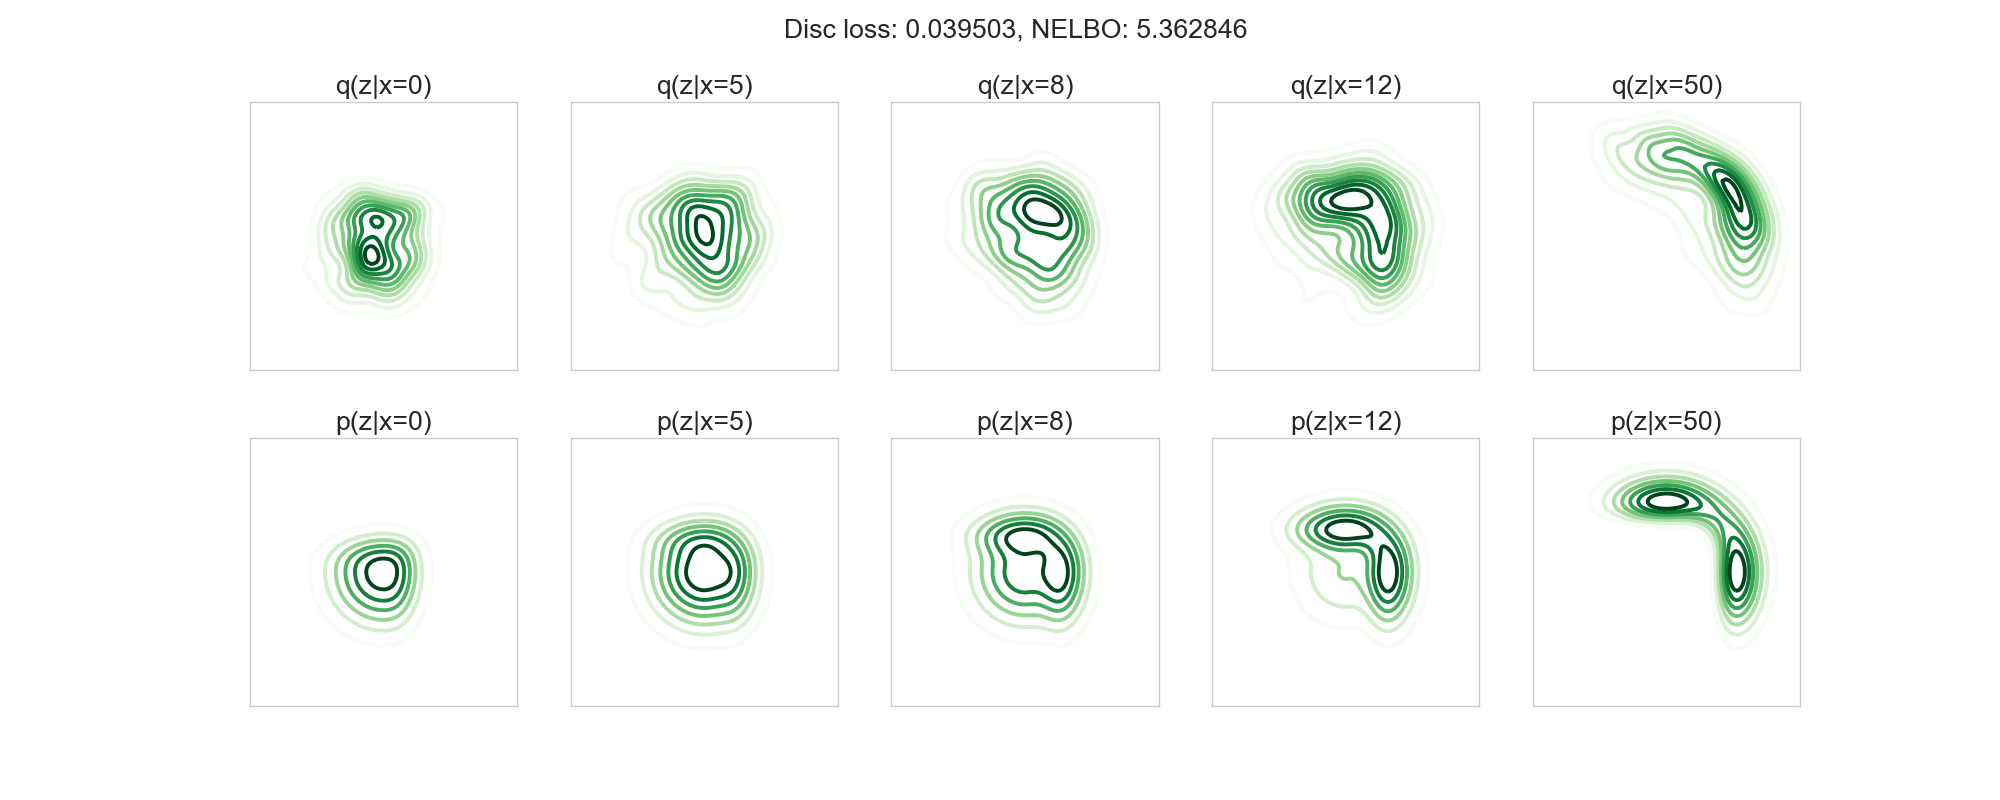 Disc loss: 0.039503, NELBO: 5.362846
q(z|x=0) q(z|x=5) q(z|x=8) q(z|x=12) q(z|x=50)
p(z|x=0) p(z|x=5) p(z|x=8) p(z|x=12) p(z|x=50)